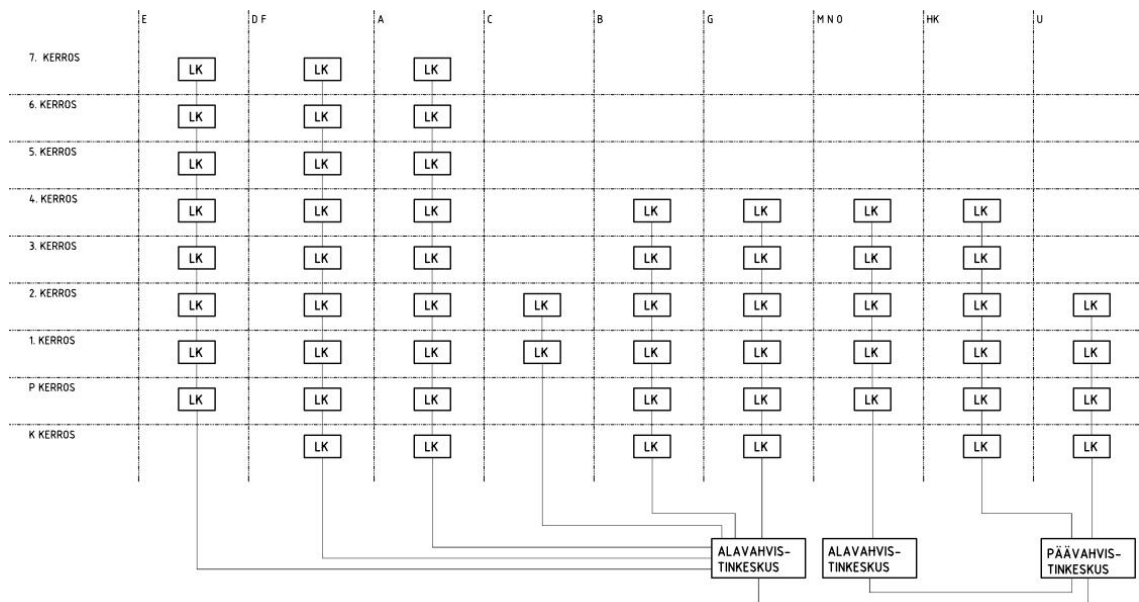 E D F A C B G M N O HK U
7. KERROS LK LK LK
6. KERROS LK LK LK
5. KERROS LK LK LK
4. KERROS LK LK LK LK LK LK LK
3. KERROS LK LK LK LK LK LK LK
2. KERROS LK LK LK LK LK LK LK LK LK
1. KERROS LK LK LK LK LK LK LK LK LK
P KERROS LK LK LK LK LK LK LK LK
K KERROS LK LK LK LK LK LK
ALAVAHVIS-
TINKESKUS
ALAVAHVIS-
TINKESKUS
PÄÄVAHVIS-
TINKESKUS